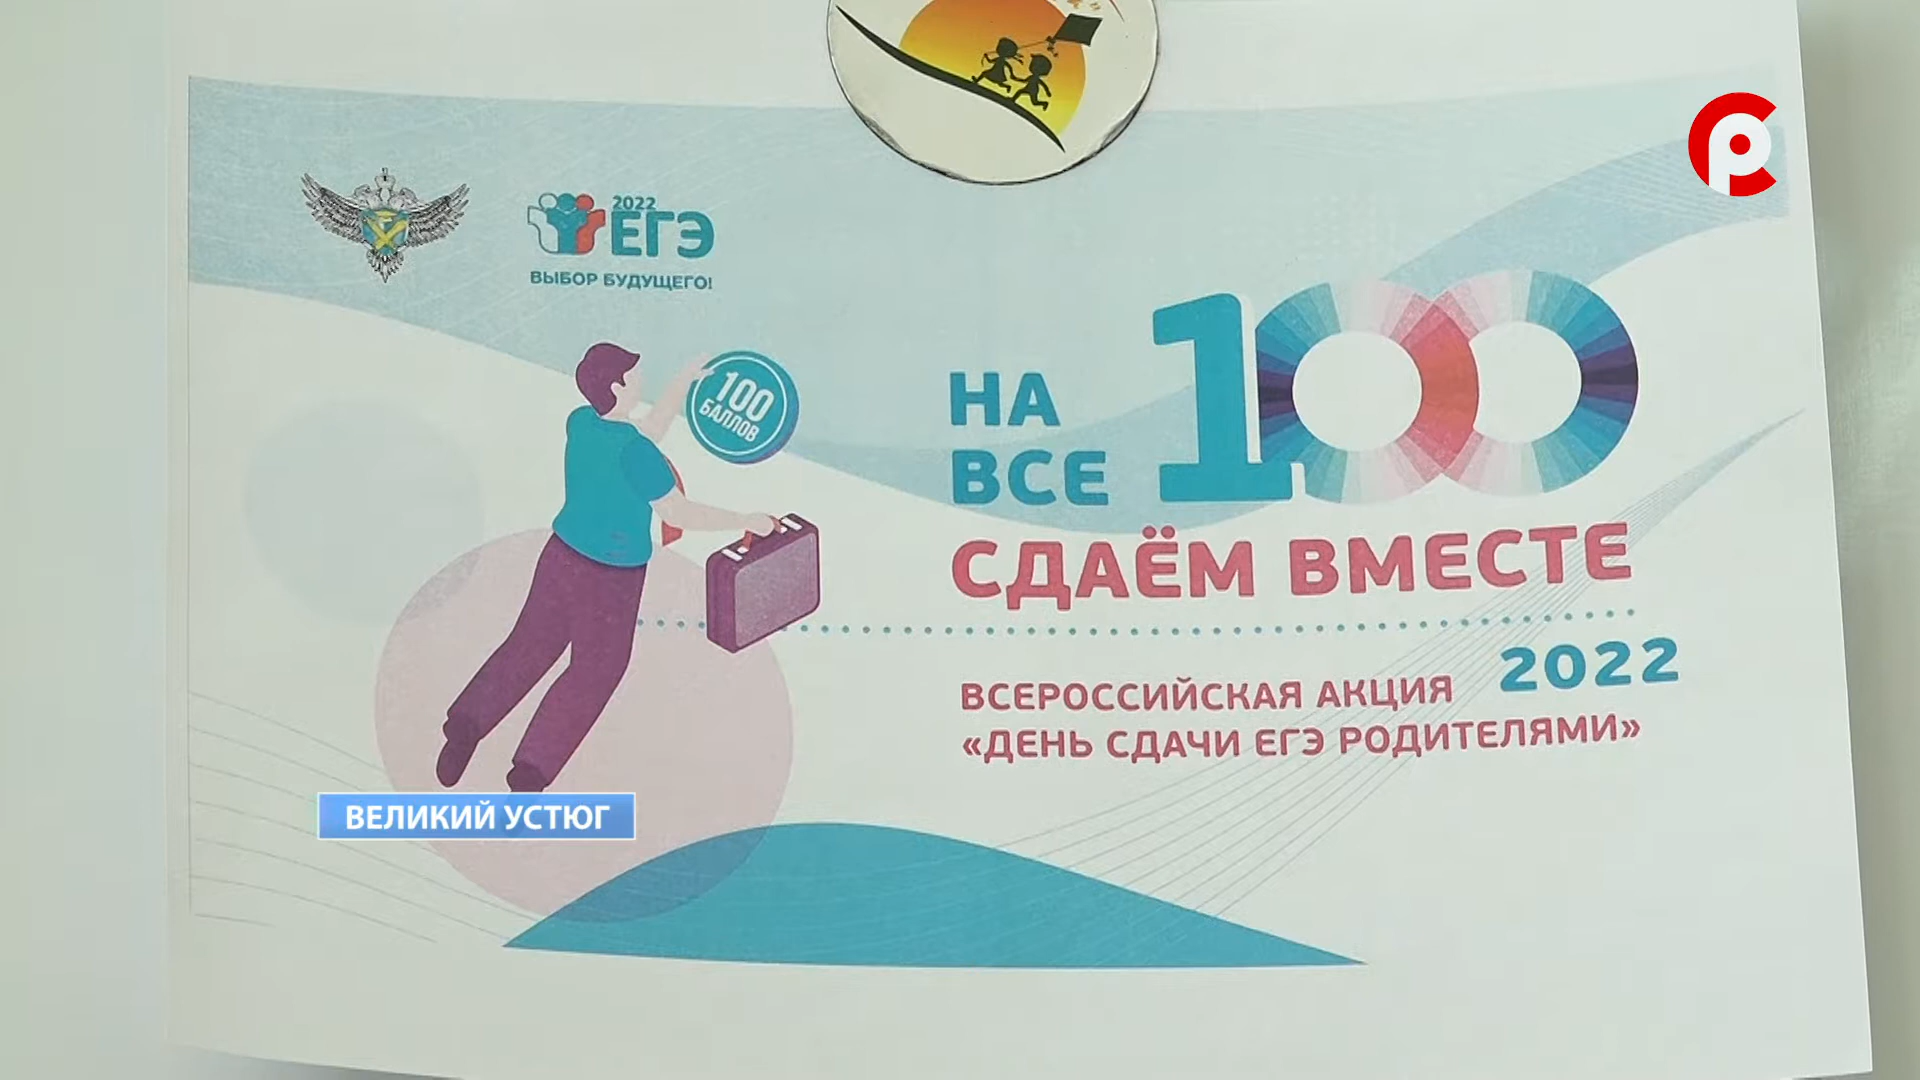 2022
ЕГЭ
ВЫБОР БУДУЩЕГО!
100
БАЛЛОВ
НА
ВСЕ
100
СДАЁМ ВМЕСТЕ
ВСЕРОССИЙСКАЯ АКЦИЯ 2022
«ДЕНЬ СДАЧИ ЕГЭ РОДИТЕЛЯМИ»
ВЕЛИКИЙ УСТЮГ